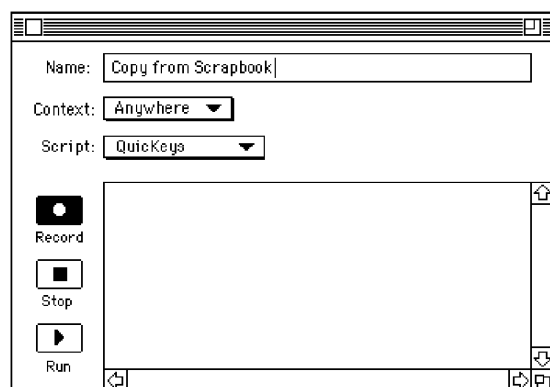 Name: Copy from Scrapbook
Context: Anywhere
Script: QuicKeys
Record
Stop
Run